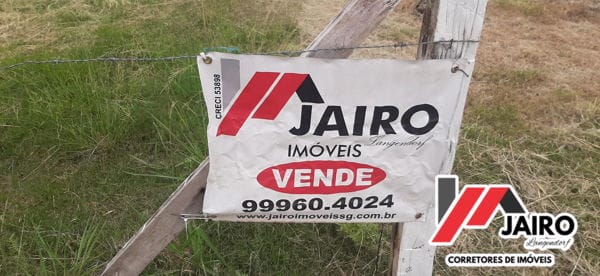 CRECI 53898
JAIRO
Langendorf
IMÓVEIS
VENDE
99960.4024
www.jairoimoveissg.com.br
JAIRO
Langendorf
CORRETORES DE IMÓVEIS